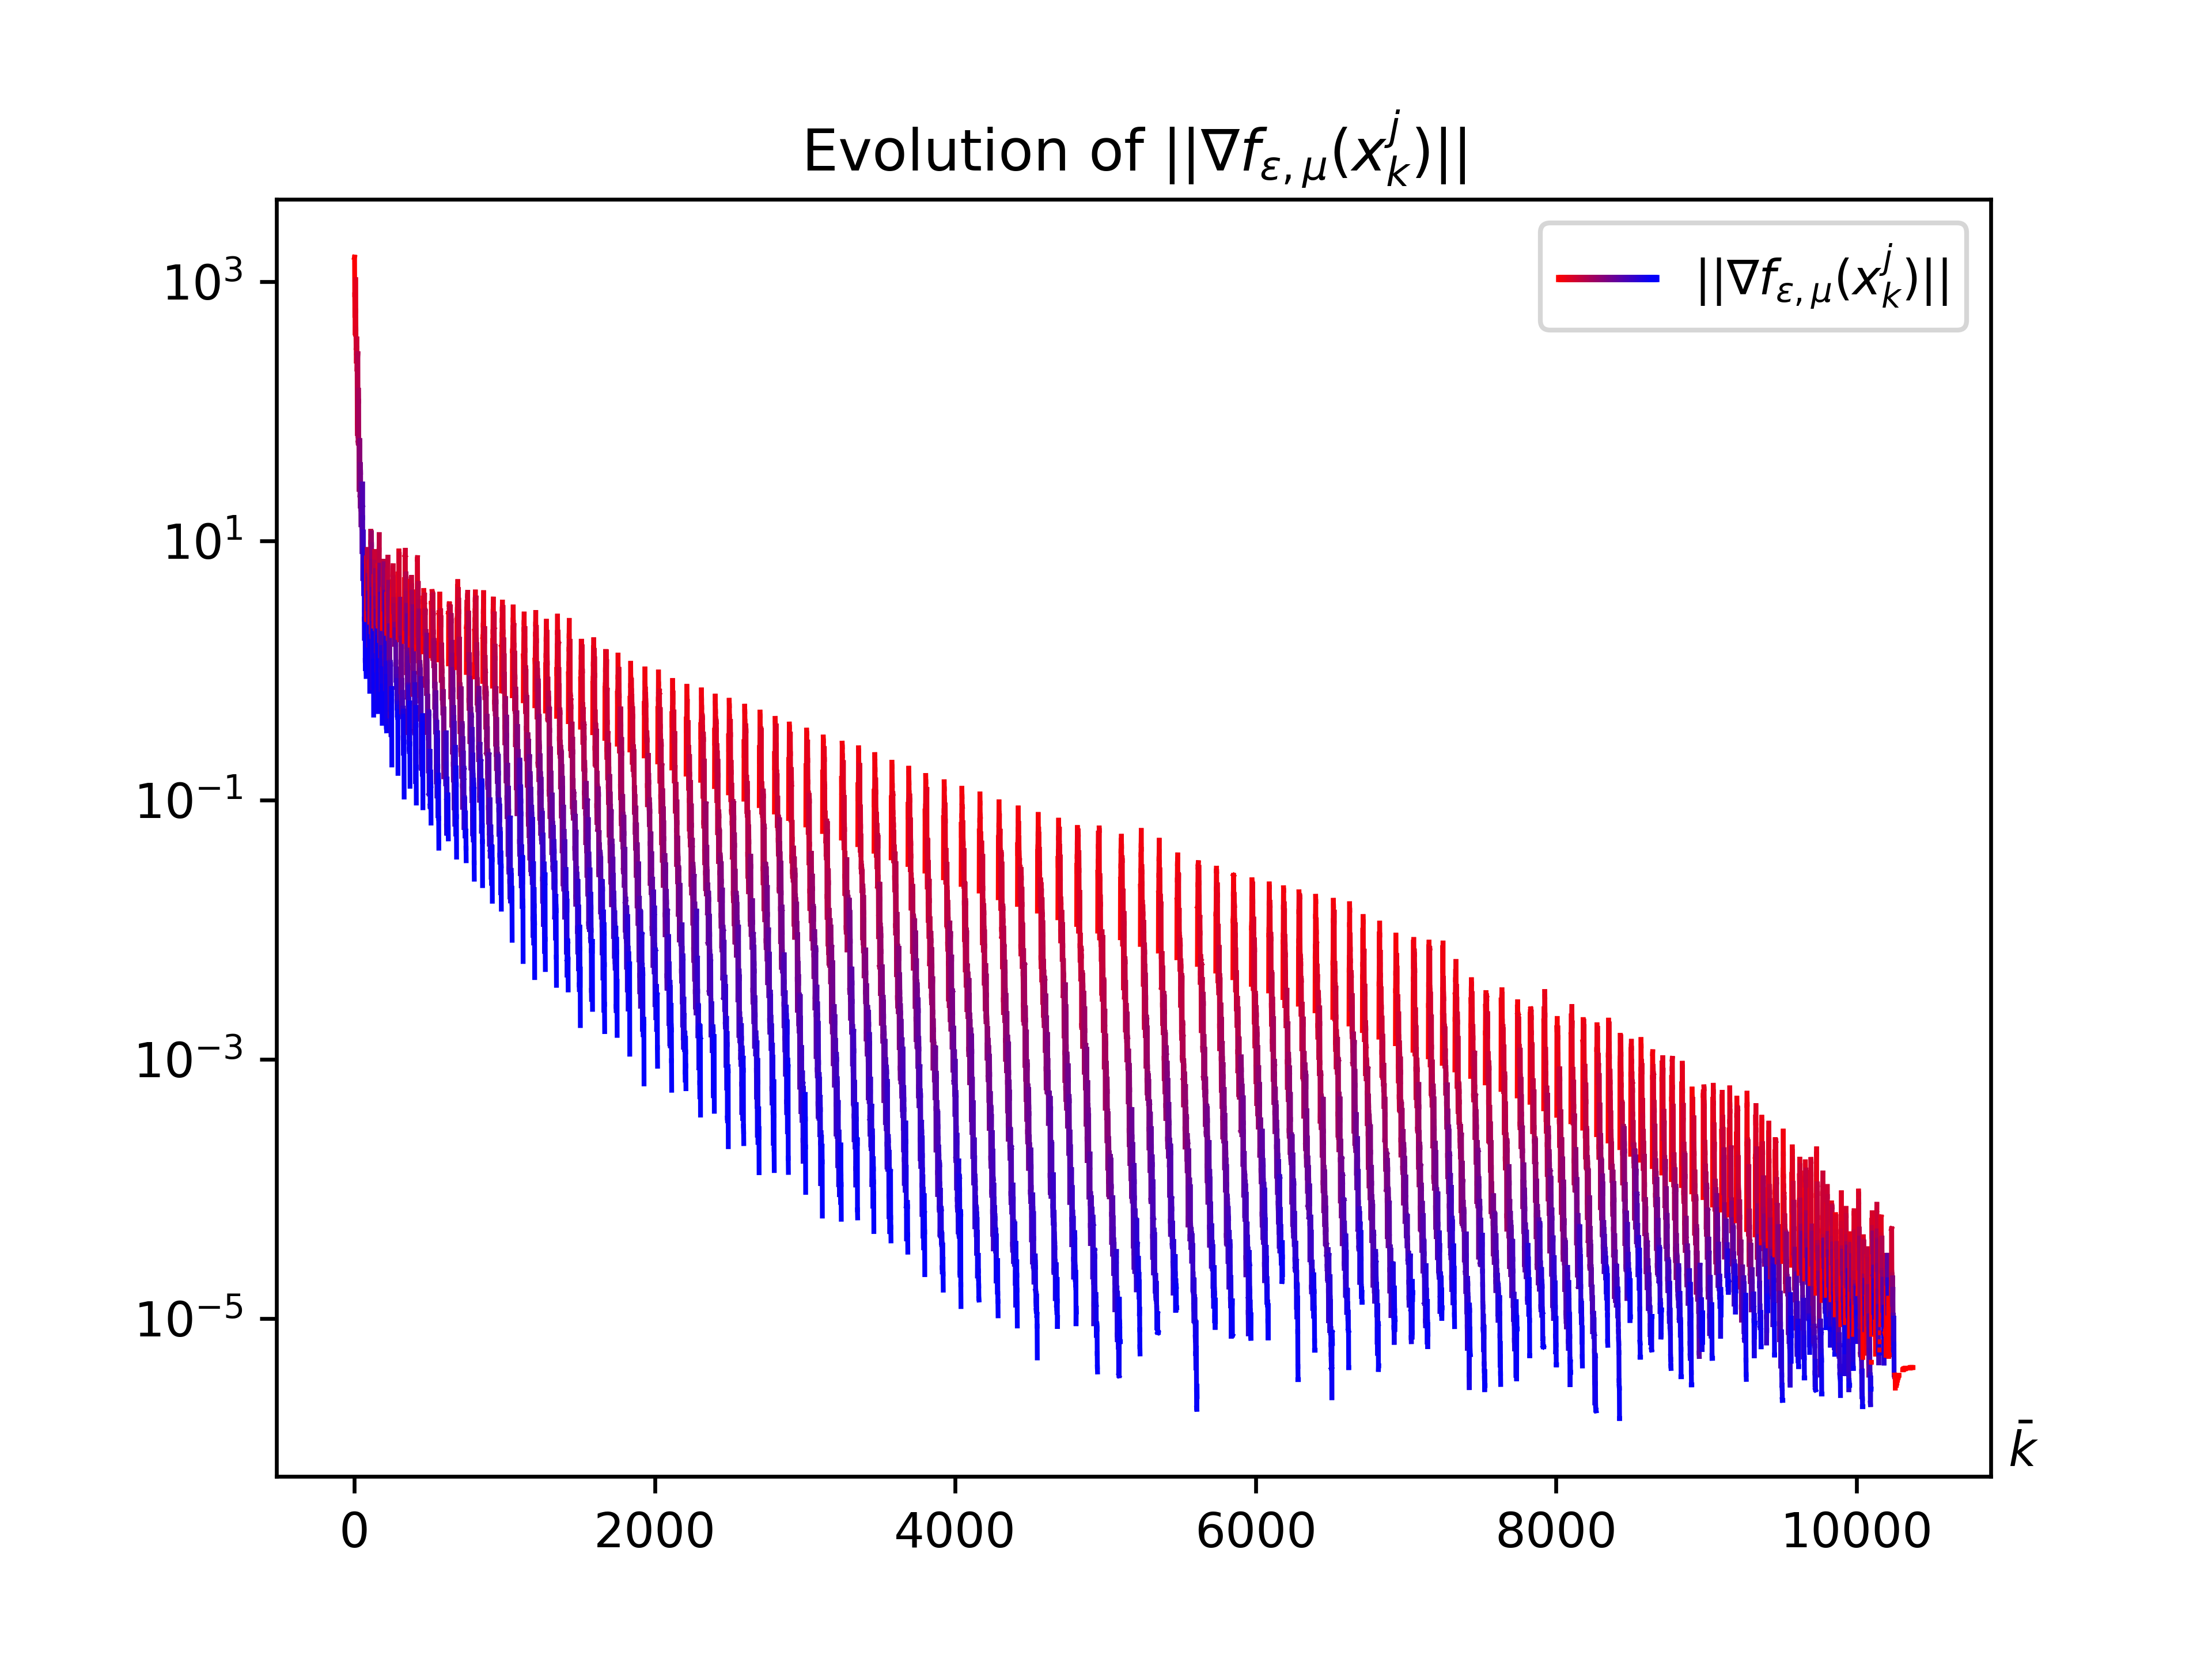 Evolution of ||∇f_{ε, μ}(x_k^j)||
||∇f_{ε, μ}(x_k^j)||
10^3
10^1
10^{-1}
10^{-3}
10^{-5}
0 2000 4000 6000 8000 10000
k̄